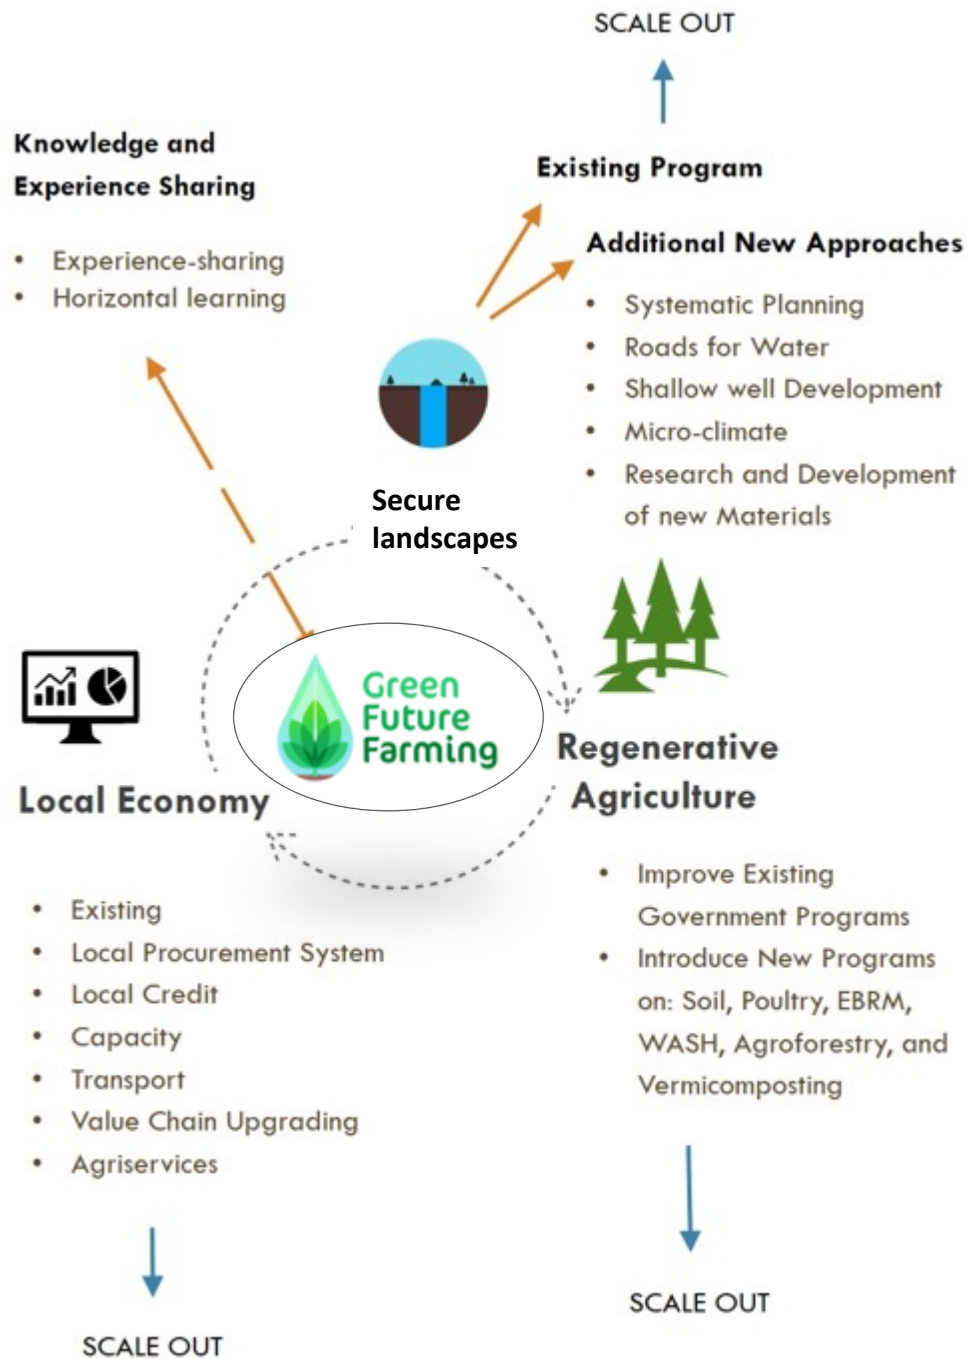 SCALE OUT
Knowledge and
Experience Sharing
• Experience-sharing
• Horizontal learning
Existing Program
Additional New Approaches
• Systematic Planning
• Roads for Water
• Shallow well Development
• Micro-climate
• Research and Development
of new Materials
Secure
landscapes
Green
Future
Farming
Regenerative
Agriculture
• Improve Existing
Government Programs
• Introduce New Programs
on: Soil, Poultry, EBRM,
WASH, Agroforestry, and
Vermicomposting
SCALE OUT
Local Economy
• Existing
• Local Procurement System
• Local Credit
• Capacity
• Transport
• Value Chain Upgrading
• Agriservices
SCALE OUT